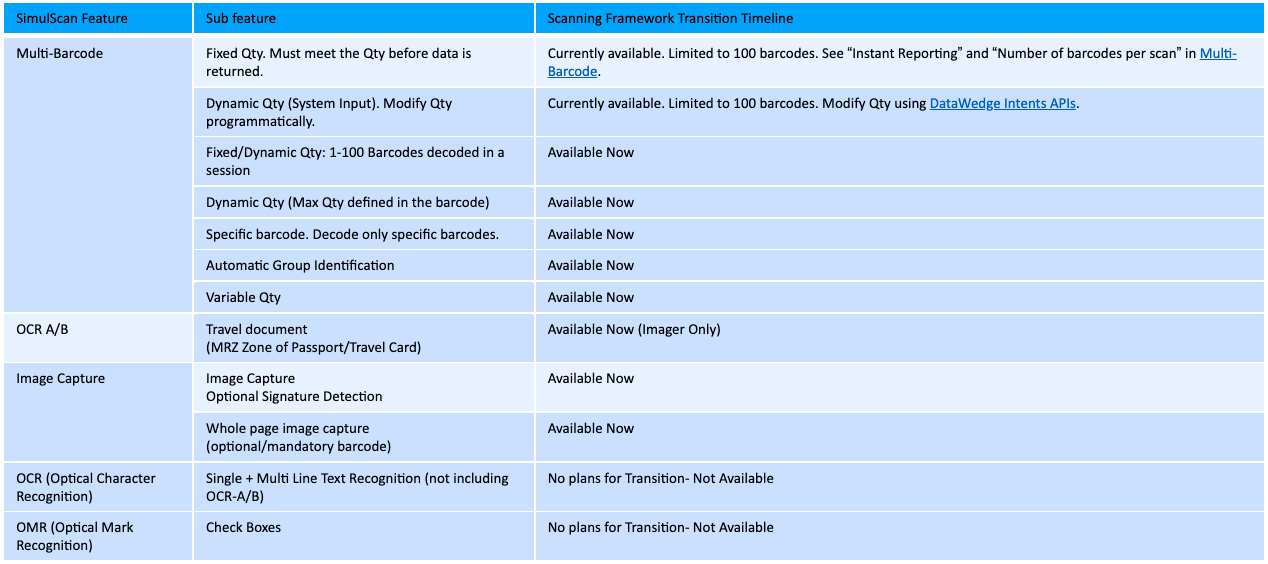 SimulScan Feature
Sub feature
Scanning Framework Transition Timeline
Multi-Barcode
Fixed Qty. Must meet the Qty before data is
returned.
Currently available. Limited to 100 barcodes. See “Instant Reporting” and “Number of barcodes per scan” in Multi-
Barcode.
Dynamic Qty (System Input). Modify Qty
programmatically.
Currently available. Limited to 100 barcodes. Modify Qty using DataWedge Intents APIs.
Fixed/Dynamic Qty: 1-100 Barcodes decoded in a
session
Available Now
Dynamic Qty (Max Qty defined in the barcode)
Available Now
Specific barcode. Decode only specific barcodes.
Available Now
Automatic Group Identification
Available Now
Variable Qty
Available Now
OCR A/B
Travel document
(MRZ Zone of Passport/Travel Card)
Available Now (Imager Only)
Image Capture
Image Capture
Optional Signature Detection
Available Now
Whole page image capture
(optional/mandatory barcode)
Available Now
OCR (Optical Character
Recognition)
Single + Multi Line Text Recognition (not including
OCR-A/B)
No plans for Transition- Not Available
OMR (Optical Mark
Recognition)
Check Boxes
No plans for Transition- Not Available